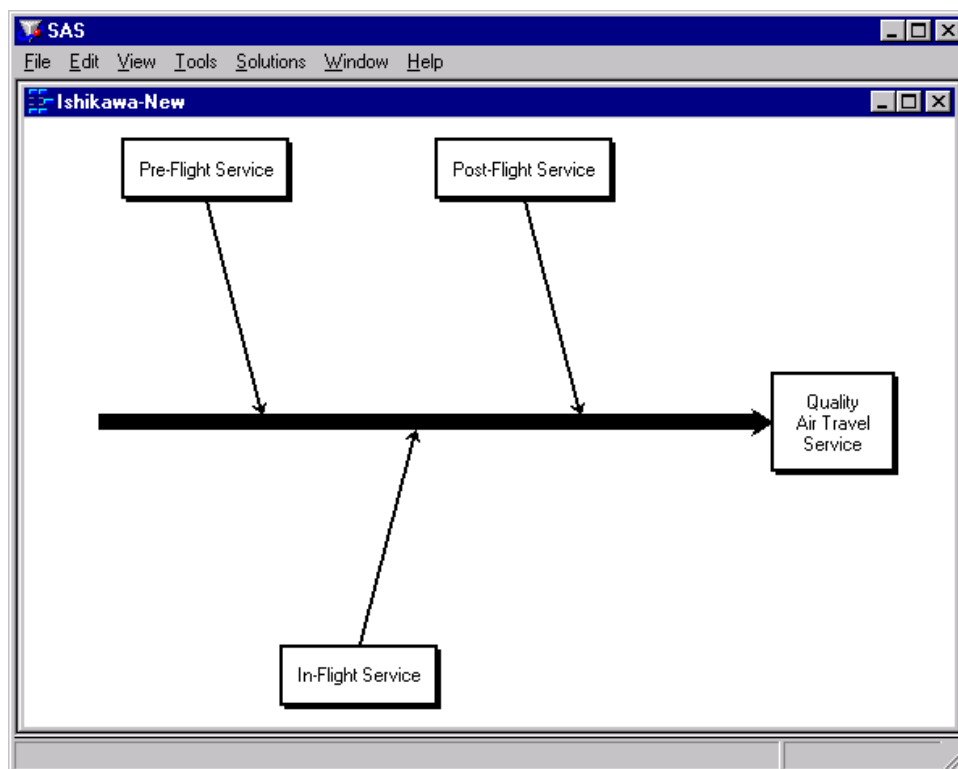 SAS
File Edit View Tools Solutions Window Help
Ishikawa-New
Pre-Flight Service
Post-Flight Service
Quality
Air Travel
Service
In-Flight Service